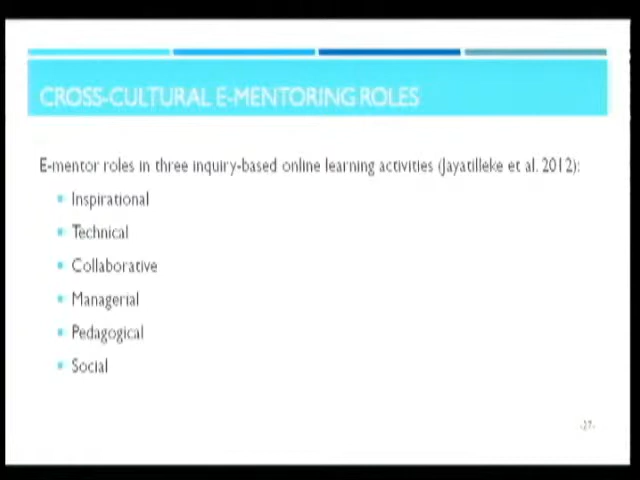 CROSS-CULTURAL E-MENTORING ROLES
E-mentor roles in three inquiry-based online learning activities (Jayatilleke et al. 2012):
Inspirational
Technical
Collaborative
Managerial
Pedagogical
Social
-27-